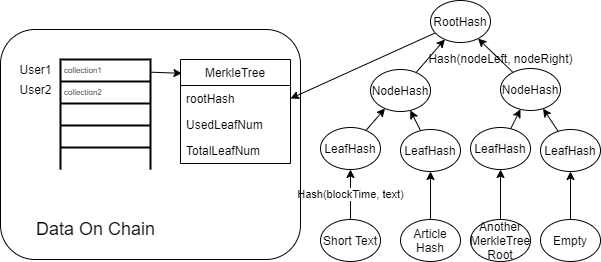 RootHash
User1
collection1
MerkleTree
Hash(nodeLeft, nodeRight)
User2
collection2
rootHash
NodeHash
NodeHash
UsedLeafNum
TotalLeafNum
LeafHash
LeafHash
LeafHash
LeafHash
Hash(blockTime, text)
Data On Chain
Short Text
Article
Hash
Another
MerkleTree
Root
Empty